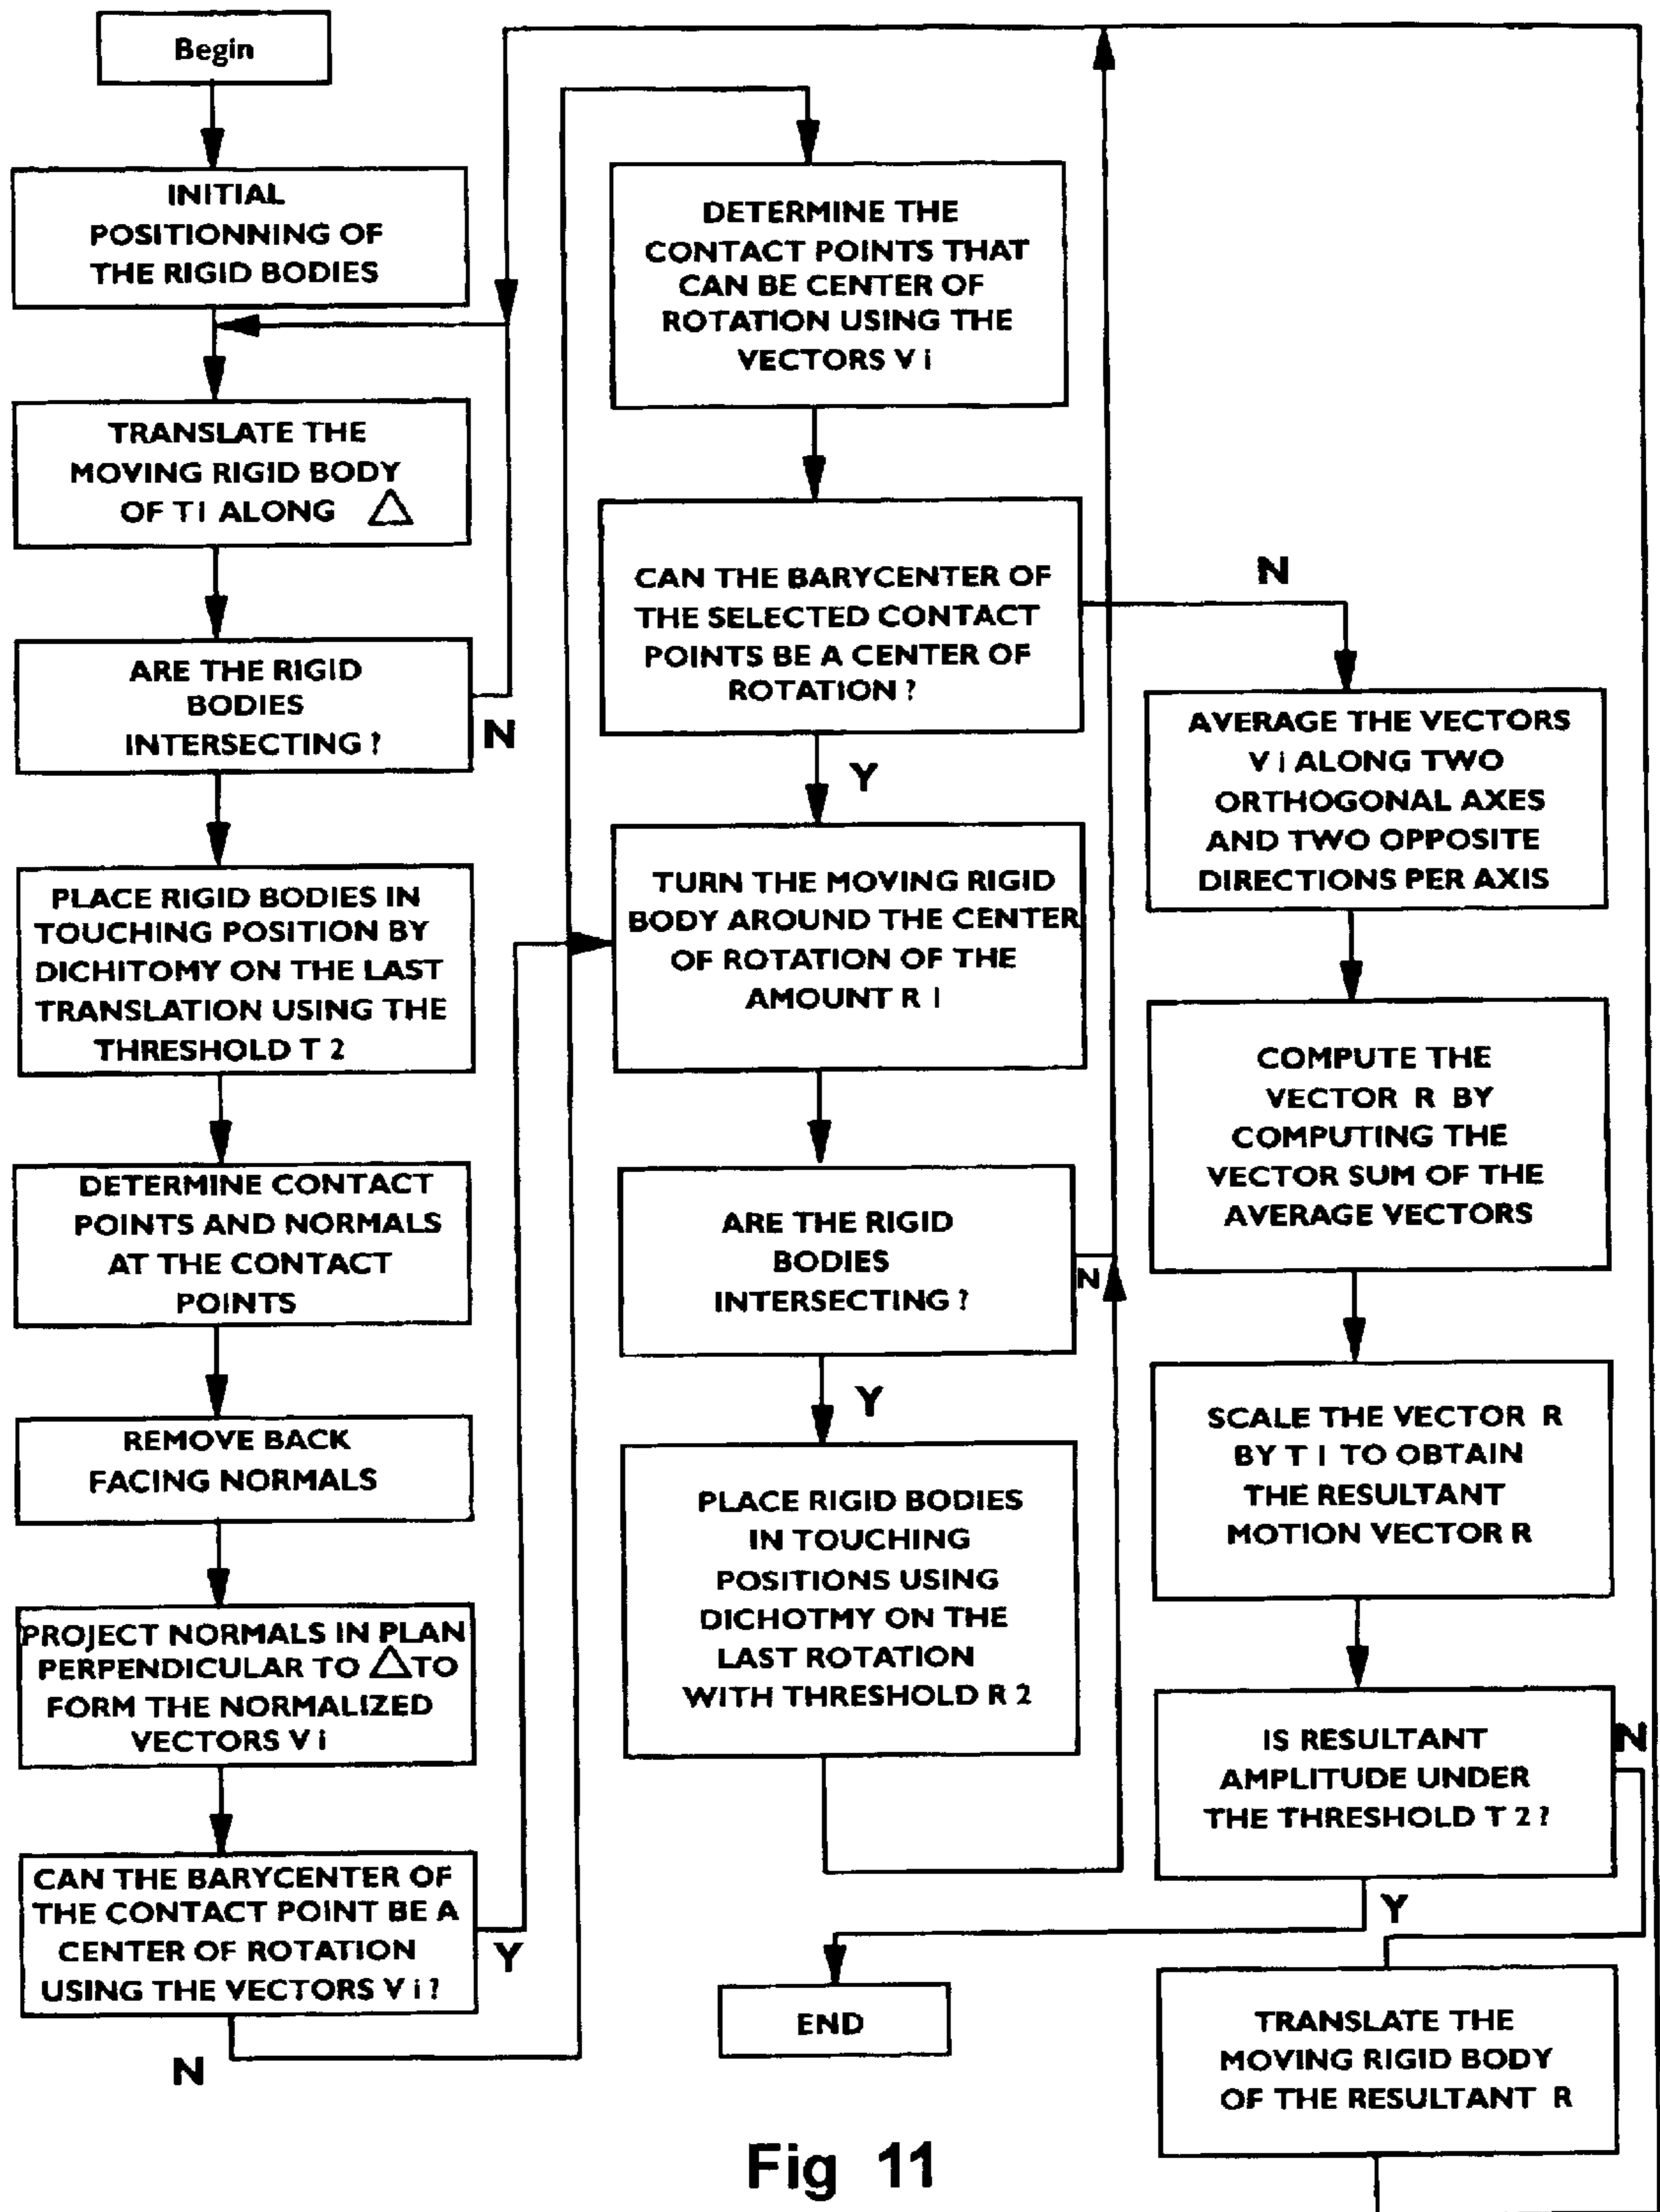 Begin
INITIAL
POSITIONNING OF
THE RIGID BODIES
TRANSLATE THE
MOVING RIGID BODY
OF T1 ALONG △
ARE THE RIGID
BODIES
INTERSECTING ?
N
PLACE RIGID BODIES IN
TOUCHING POSITION BY
DICHITOMY ON THE LAST
TRANSLATION USING THE
THRESHOLD T 2
DETERMINE CONTACT
POINTS AND NORMALS
AT THE CONTACT
POINTS
REMOVE BACK
FACING NORMALS
PROJECT NORMALS IN PLAN
PERPENDICULAR TO △ TO
FORM THE NORMALIZED
VECTORS V i
CAN THE BARYCENTER OF
THE CONTACT POINT BE A
CENTER OF ROTATION
USING THE VECTORS V i ?
Y
N
DETERMINE THE
CONTACT POINTS THAT
CAN BE CENTER OF
ROTATION USING THE
VECTORS V i
CAN THE BARYCENTER OF
THE SELECTED CONTACT
POINTS BE A CENTER OF
ROTATION ?
N
Y
TURN THE MOVING RIGID
BODY AROUND THE CENTER
OF ROTATION OF THE
AMOUNT R 1
ARE THE RIGID
BODIES
INTERSECTING ?
N
Y
PLACE RIGID BODIES
IN TOUCHING
POSITIONS USING
DICHOTMY ON THE
LAST ROTATION
WITH THRESHOLD R 2
AVERAGE THE VECTORS
V i ALONG TWO
ORTHOGONAL AXES
AND TWO OPPOSITE
DIRECTIONS PER AXIS
COMPUTE THE
VECTOR R BY
COMPUTING THE
VECTOR SUM OF THE
AVERAGE VECTORS
SCALE THE VECTOR R
BY T 1 TO OBTAIN
THE RESULTANT
MOTION VECTOR R
IS RESULTANT
AMPLITUDE UNDER
THE THRESHOLD T 2 ?
N
Y
END
TRANSLATE THE
MOVING RIGID BODY
OF THE RESULTANT R
Fig 11